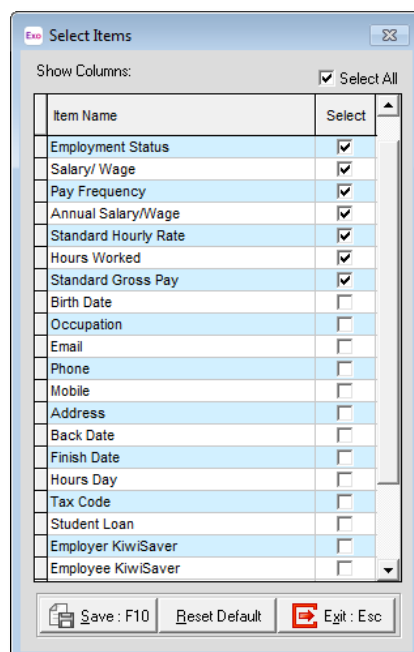 Exo Select Items
Show Columns:
Select All
Item Name Select
Employment Status
Salary/ Wage
Pay Frequency
Annual Salary/Wage
Standard Hourly Rate
Hours Worked
Standard Gross Pay
Birth Date
Occupation
Email
Phone
Mobile
Address
Back Date
Finish Date
Hours Day
Tax Code
Student Loan
Employer KiwiSaver
Employee KiwiSaver
Save : F10 Reset Default Exit : Esc